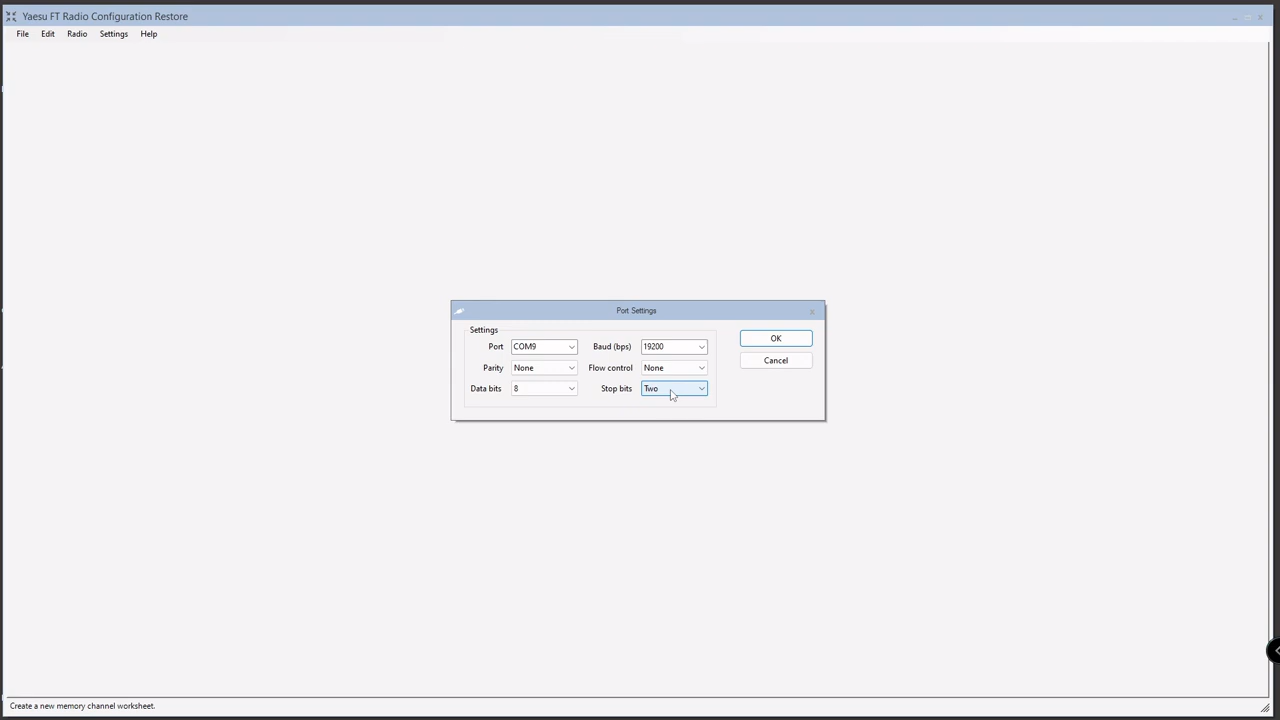 Yaesu FT Radio Configuration Restore
File Edit Radio Settings Help
Port Settings
Settings
Port COM9 Baud (bps) 19200
Parity None Flow control None
Data bits 8 Stop bits Two
OK
Cancel
Create a new memory channel worksheet.